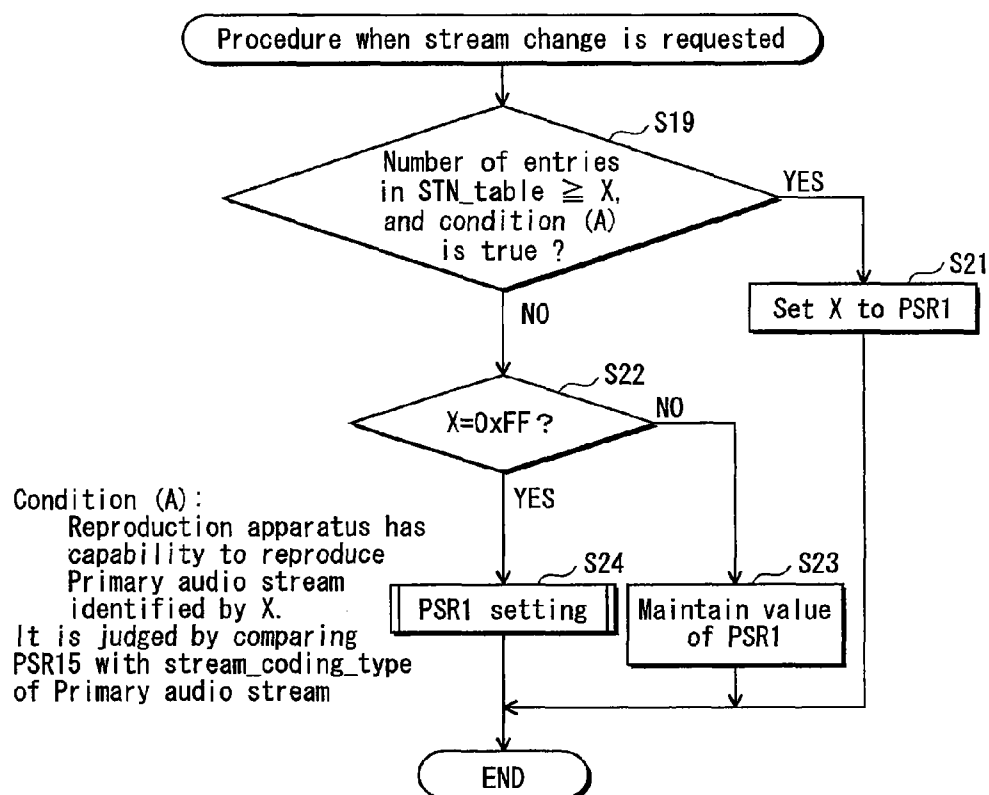 Procedure when stream change is requested
S19
Number of entries
in STN_table ≧ X,
and condition (A)
is true ?
YES
S21
Set X to PSR1
NO
S22
X=0xFF?
NO
YES
Condition (A):
Reproduction apparatus has
capability to reproduce
Primary audio stream
identified by X.
It is judged by comparing
PSR15 with stream_coding_type
of Primary audio stream
S24
PSR1 setting
S23
Maintain value
of PSR1
END